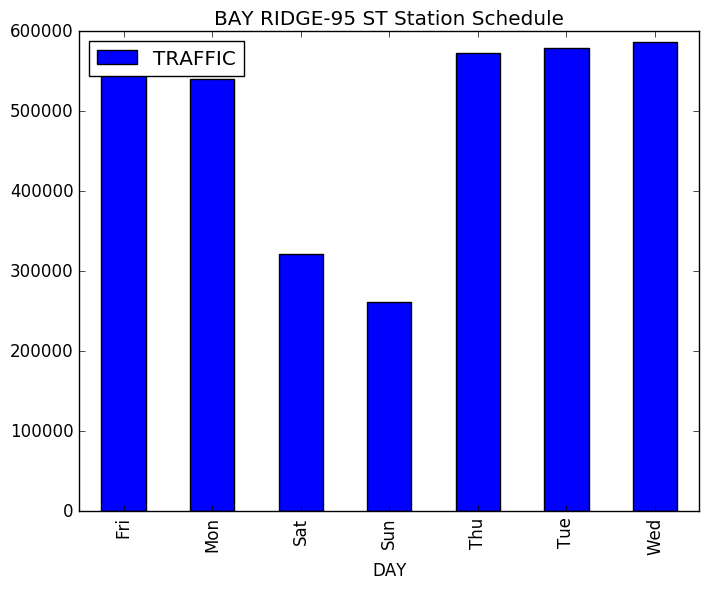 BAY RIDGE-95 ST Station Schedule
TRAFFIC
600000
500000
400000
300000
200000
100000
0
Fri
Mon
Sat
Sun
Thu
Tue
Wed
DAY